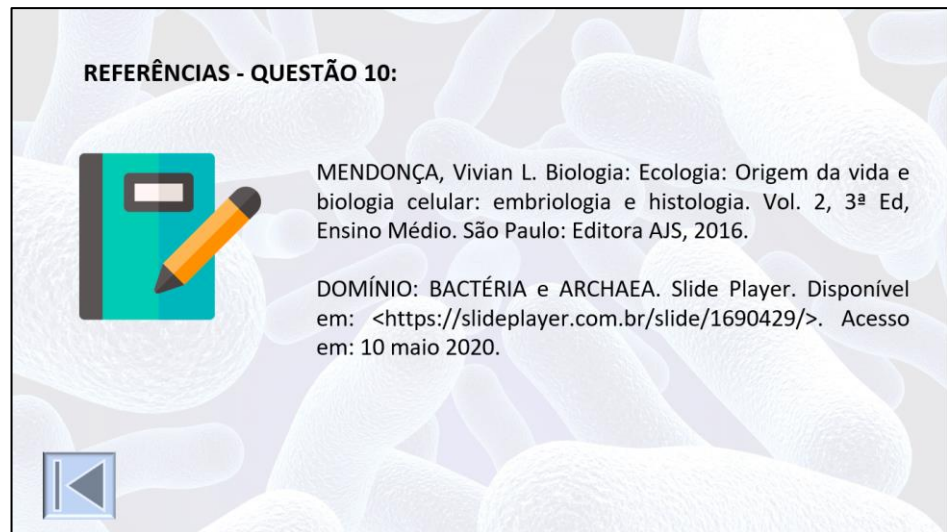 REFERÊNCIAS - QUESTÃO 10:
MENDONÇA, Vivian L. Biologia: Ecologia: Origem da vida e
biologia celular: embriologia e histologia. Vol. 2, 3ª Ed,
Ensino Médio. São Paulo: Editora AJS, 2016.
DOMÍNIO: BACTÉRIA e ARCHAEA. Slide Player. Disponível
em: <https://slideplayer.com.br/slide/1690429/>. Acesso
em: 10 maio 2020.